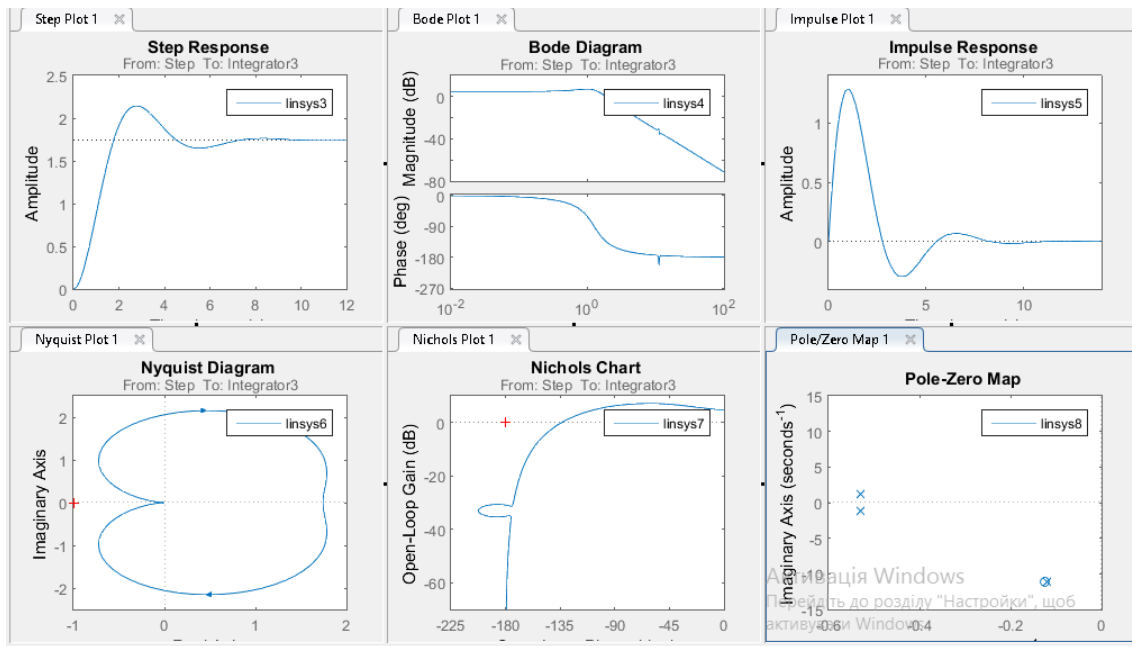 Step Plot 1
Step Response
From: Step To: Integrator3
linsys3
Amplitude
2.5
2
1.5
1
0.5
0
0 2 4 6 8 10 12
Bode Plot 1
Bode Diagram
From: Step To: Integrator3
linsys4
Magnitude (dB)
0
-40
-80
Phase (deg)
0
-90
-180
-270
10^-2 10^0 10^2
Impulse Plot 1
Impulse Response
From: Step To: Integrator3
linsys5
Amplitude
1
0.5
0
0 5 10
Nyquist Plot 1
Nyquist Diagram
From: Step To: Integrator3
linsys6
Imaginary Axis
2
1
0
-1
-2
-1 0 1 2
Nichols Plot 1
Nichols Chart
From: Step To: Integrator3
linsys7
Open-Loop Gain (dB)
0
-20
-40
-60
-225 -180 -135 -90 -45 0
Pole/Zero Map 1
Pole-Zero Map
linsys8
Imaginary Axis (seconds^-1)
15
10
5
0
-5
-10
-15
-0.6 -0.4 -0.2 0
Активація Windows
Перейдіть до розділу "Настройки", щоб
активувати Windows.